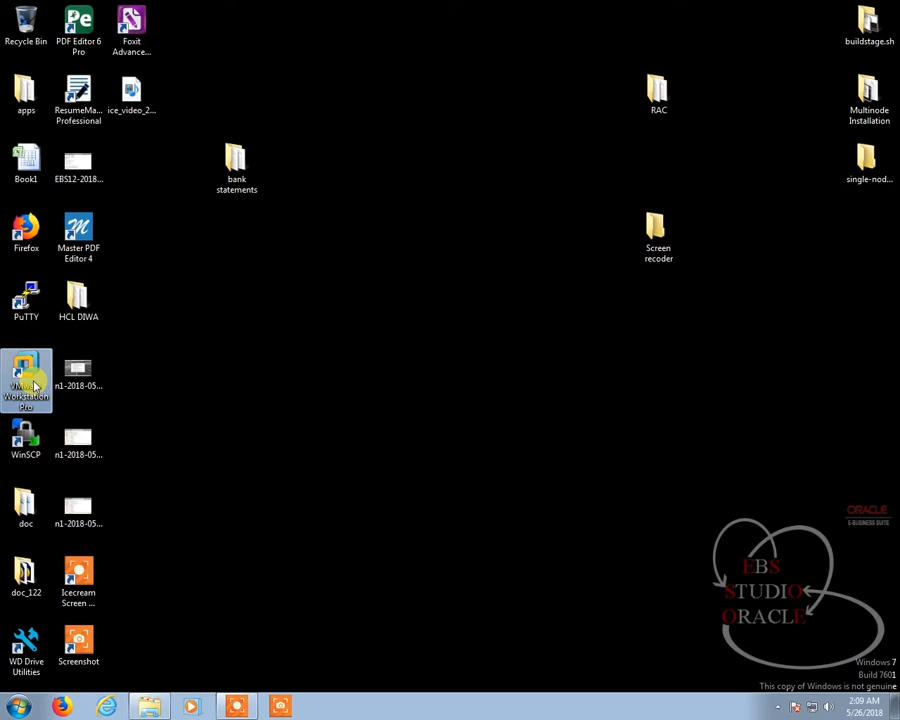 Recycle Bin
PDF Editor 6
Pro
Foxit
Advance...
buildstage.sh
apps
ResumeMa...
Professional
ice_video_2...
RAC
Multinode
Installation
Book1
EBS12-2018...
bank
statements
single-nod...
Firefox
Master PDF
Editor 4
Screen
recoder
PuTTY
HCL DIWA
VMware
Workstation
Pro
n1-2018-05...
WinSCP
n1-2018-05...
doc
n1-2018-05...
ORACLE
E-BUSINESS SUITE
doc_122
Icecream
Screen ...
EBS
STUDIO
ORACLE
WD Drive
Utilities
Screenshot
Windows 7
Build 7601
This copy of Windows is not genuine
2:09 AM
5/26/2018